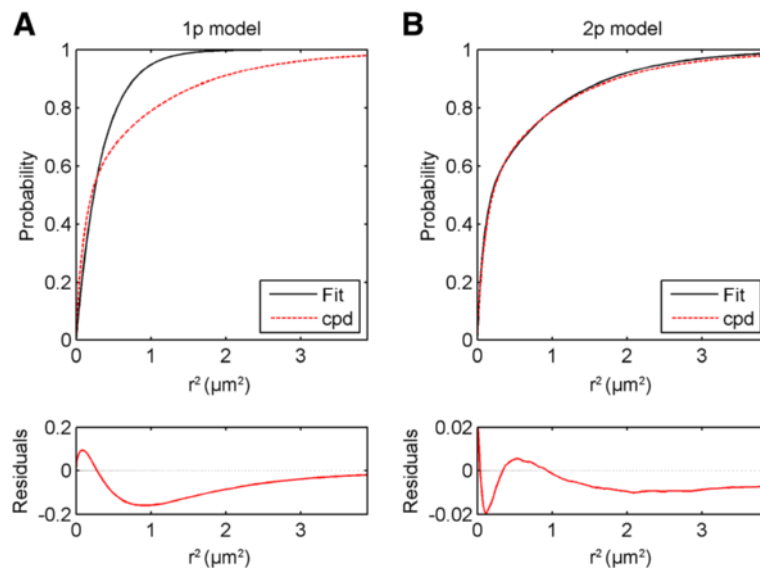 A
1p model
1
0.8
0.6
0.4
0.2
0
Probability
Fit
cpd
0 1 2 3
r² (µm²)
0.2
0
-0.2
Residuals
0 1 2 3
r² (µm²)
B
2p model
1
0.8
0.6
0.4
0.2
0
Probability
Fit
cpd
0 1 2 3
r² (µm²)
0.02
0
-0.02
Residuals
0 1 2 3
r² (µm²)